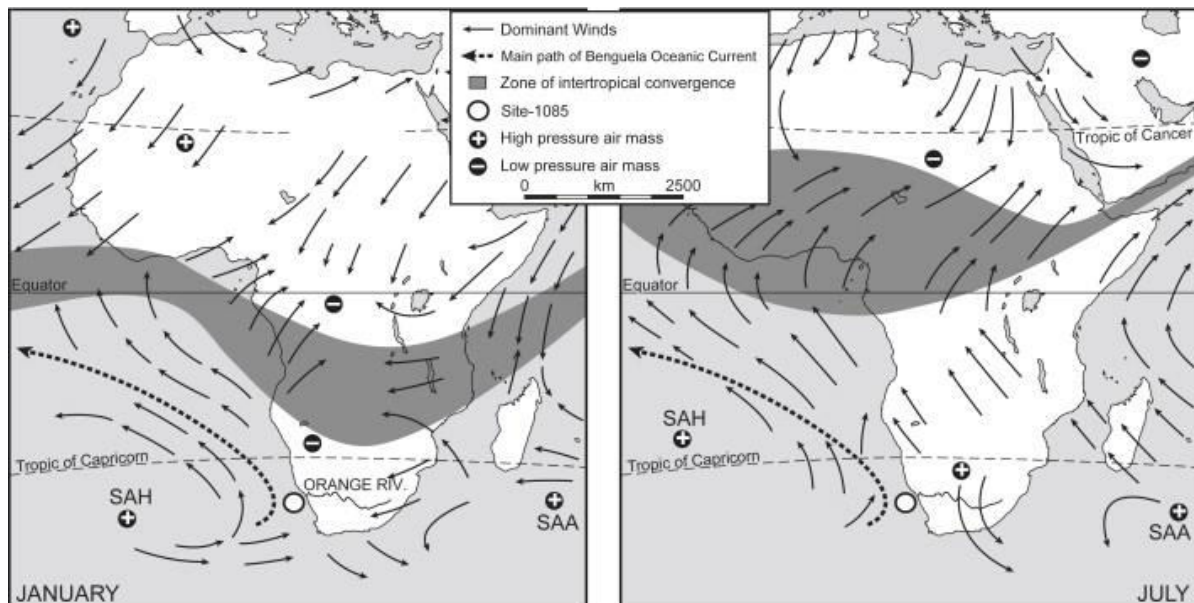 Dominant Winds
Main path of Benguela Oceanic Current
Zone of intertropical convergence
Site-1085
High pressure air mass
Low pressure air mass
0 km 2500
Equator
Tropic of Capricorn
SAH
ORANGE RIV.
SAA
JANUARY
Tropic of Cancer
Equator
SAH
Tropic of Capricorn
SAA
JULY